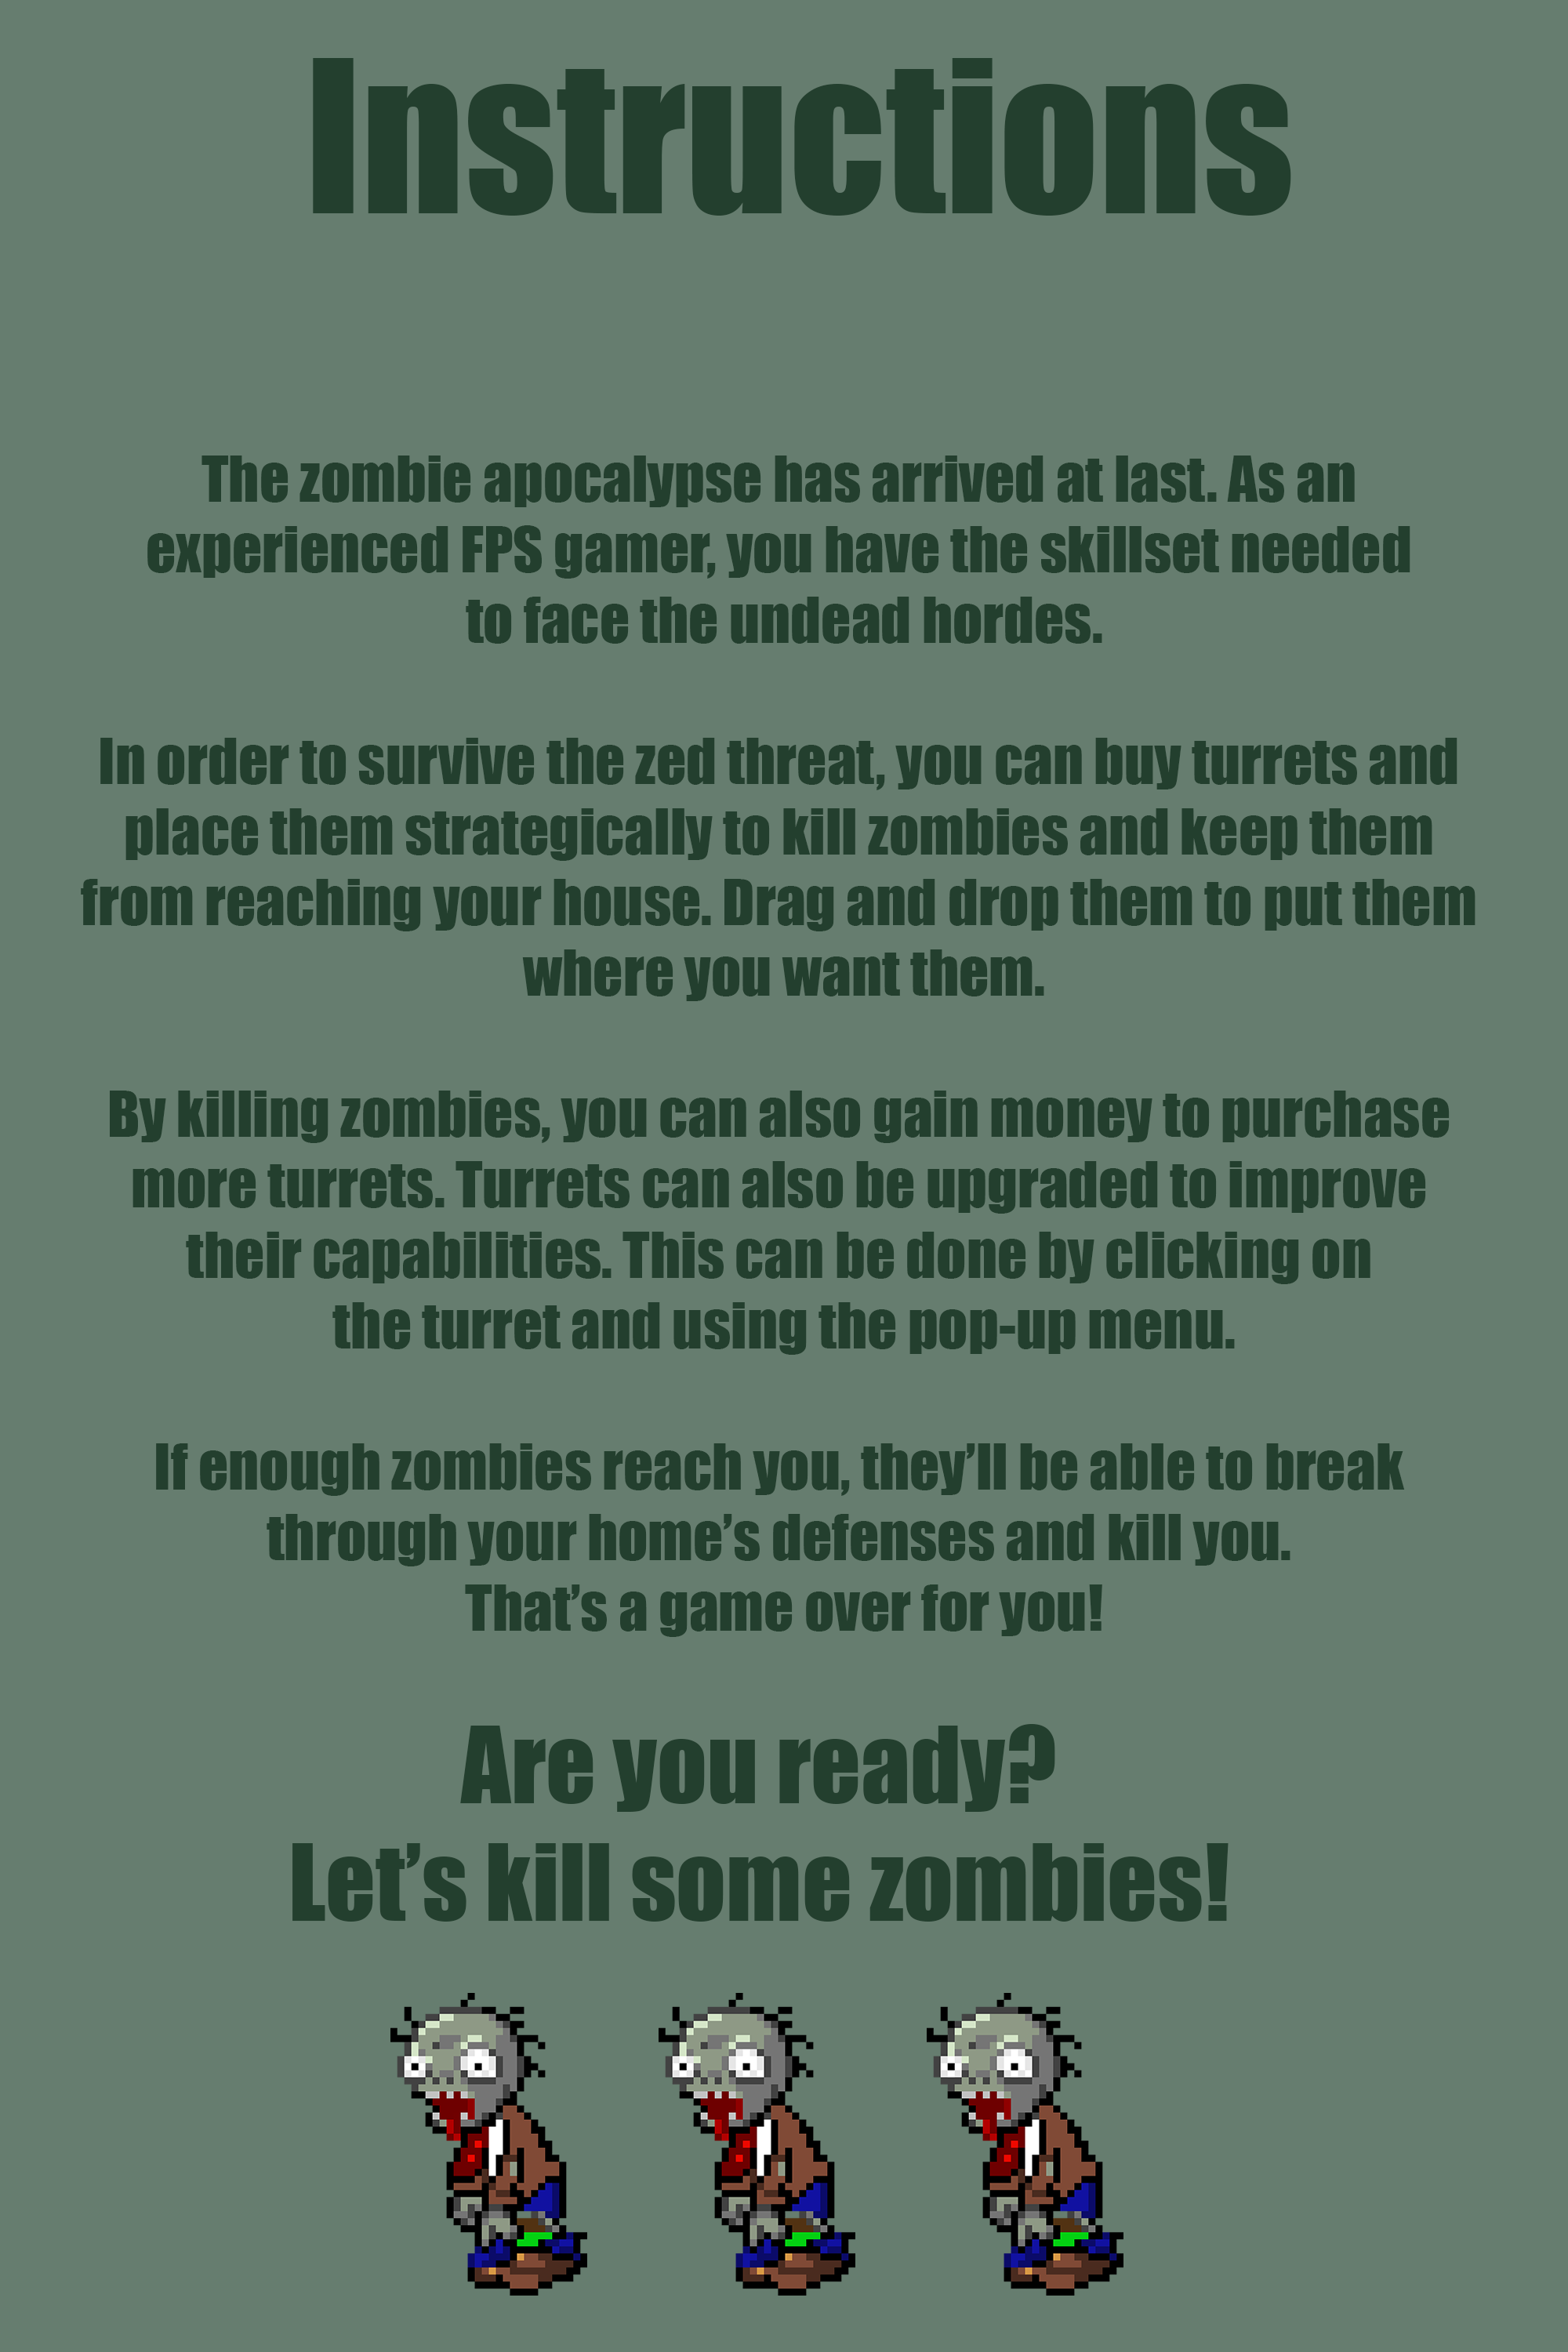 Instructions
The zombie apocalypse has arrived at last. As an
experienced FPS gamer, you have the skillset needed
to face the undead hordes.
In order to survive the zed threat, you can buy turrets and
place them strategically to kill zombies and keep them
from reaching your house. Drag and drop them to put them
where you want them.
By killing zombies, you can also gain money to purchase
more turrets. Turrets can also be upgraded to improve
their capabilities. This can be done by clicking on
the turret and using the pop-up menu.
If enough zombies reach you, they’ll be able to break
through your home’s defenses and kill you.
That’s a game over for you!
Are you ready?
Let’s kill some zombies!